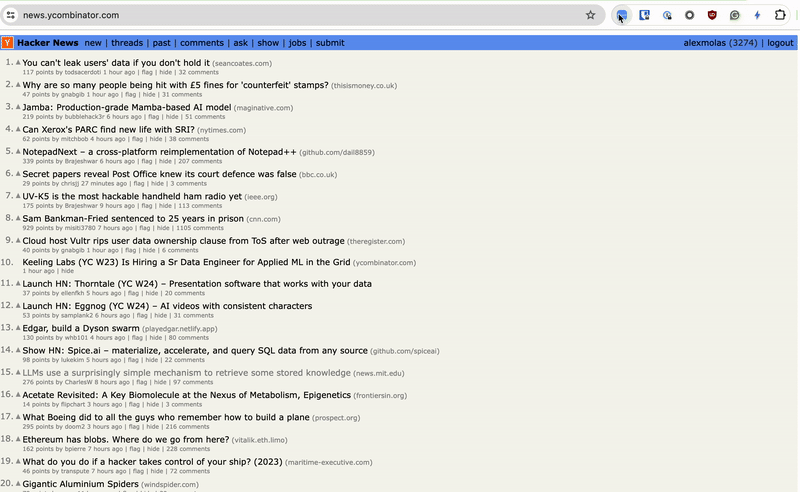 news.ycombinator.com
Y Hacker News new | threads | past | comments | ask | show | jobs | submit alexmolas (3274) | logout
1. You can't leak users' data if you don't hold it (seancoates.com)
117 points by todsacerdoti 1 hour ago | flag | hide | 32 comments
2. Why are so many people being hit with £5 fines for 'counterfeit' stamps? (thisismoney.co.uk)
47 points by gnabgib 1 hour ago | flag | hide | 31 comments
3. Jamba: Production-grade Mamba-based AI model (maginative.com)
219 points by bubblehack3r 6 hours ago | flag | hide | 51 comments
4. Can Xerox's PARC find new life with SRI? (nytimes.com)
62 points by mitchbob 4 hours ago | flag | hide | 38 comments
5. NotepadNext – a cross-platform reimplementation of Notepad++ (github.com/dail8859)
339 points by Brajeshwar 6 hours ago | flag | hide | 207 comments
6. Secret papers reveal Post Office knew its court defence was false (bbc.co.uk)
29 points by chrisjj 27 minutes ago | flag | hide | 3 comments
7. UV-K5 is the most hackable handheld ham radio yet (ieee.org)
175 points by Brajeshwar 9 hours ago | flag | hide | 113 comments
8. Sam Bankman-Fried sentenced to 25 years in prison (cnn.com)
929 points by misiti3780 7 hours ago | flag | hide | 1105 comments
9. Cloud host Vultr rips user data ownership clause from ToS after web outrage (theregister.com)
40 points by gnabgib 1 hour ago | flag | hide | 6 comments
10. Keeling Labs (YC W23) Is Hiring a Sr Data Engineer for Applied ML in the Grid (ycombinator.com)
1 hour ago | hide
11. Launch HN: Thorntale (YC W24) – Presentation software that works with your data
37 points by ellenfkh 5 hours ago | flag | hide | 20 comments
12. Launch HN: Eggnog (YC W24) – AI videos with consistent characters
53 points by samplank2 6 hours ago | flag | hide | 31 comments
13. Edgar, build a Dyson swarm (playedgar.netlify.app)
130 points by whb101 4 hours ago | flag | hide | 80 comments
14. Show HN: Spice.ai – materialize, accelerate, and query SQL data from any source (github.com/spiceai)
98 points by lukekim 5 hours ago | flag | hide | 22 comments
15. LLMs use a surprisingly simple mechanism to retrieve some stored knowledge (news.mit.edu)
276 points by CharlesW 8 hours ago | flag | hide | 97 comments
16. Acetate Revisited: A Key Biomolecule at the Nexus of Metabolism, Epigenetics (frontiersin.org)
14 points by flipchart 3 hours ago | flag | hide | 3 comments
17. What Boeing did to all the guys who remember how to build a plane (prospect.org)
295 points by doom2 3 hours ago | flag | hide | 216 comments
18. Ethereum has blobs. Where do we go from here? (vitalik.eth.limo)
162 points by bpierre 7 hours ago | flag | hide | 228 comments
19. What do you do if a hacker takes control of your ship? (2023) (maritime-executive.com)
46 points by transpute 7 hours ago | flag | hide | 72 comments
20. Gigantic Aluminium Spiders (windspider.com)